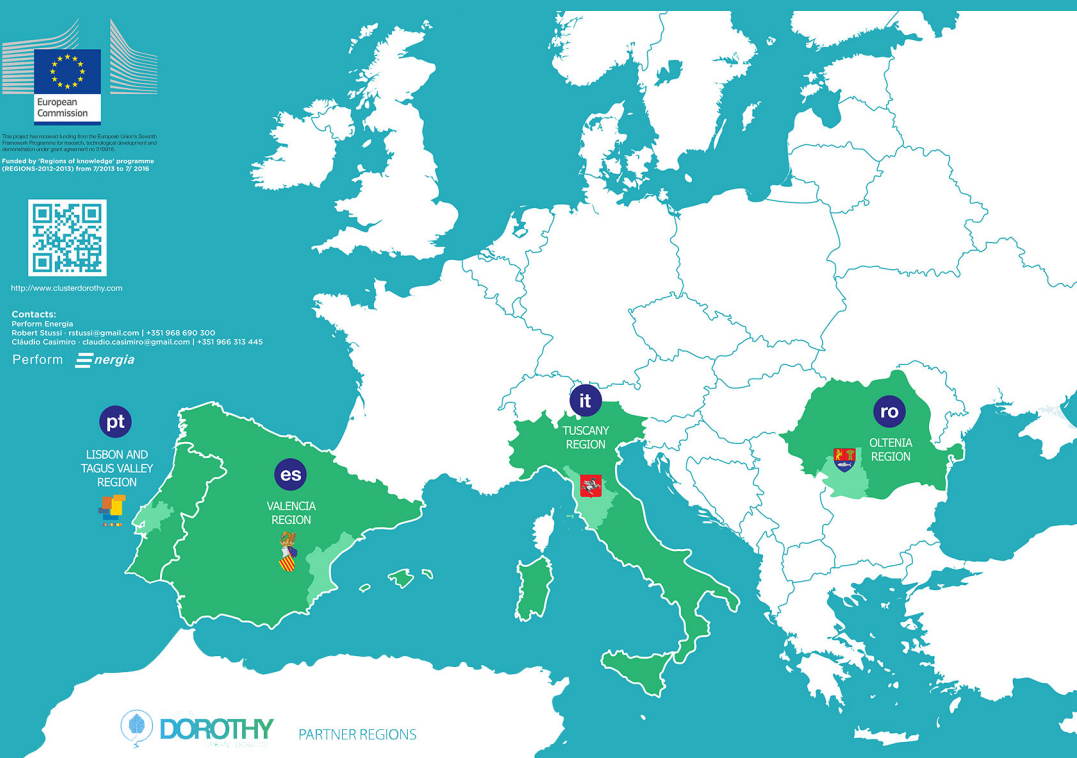 European
Commission
This project has received funding from the European Union's Seventh
Framework Programme for research, technological development and
demonstration under grant agreement no
Funded by 'Regions of knowledge' programme
(REGIONS-2012-2013) from 7/2013 to 7/ 2016
http://www.clusterdorothy.com
Contacts:
Perform Energia
Robert Stussi - rstussi@gmail.com | +351 968 690 300
Cláudio Casimiro - claudio.casimiro@gmail.com | +351 966 313 445
Perform Energia
pt
LISBON AND
TAGUS VALLEY
REGION
es
VALENCIA
REGION
it
TUSCANY
REGION
ro
OLTENIA
REGION
DOROTHY
PARTNER REGIONS